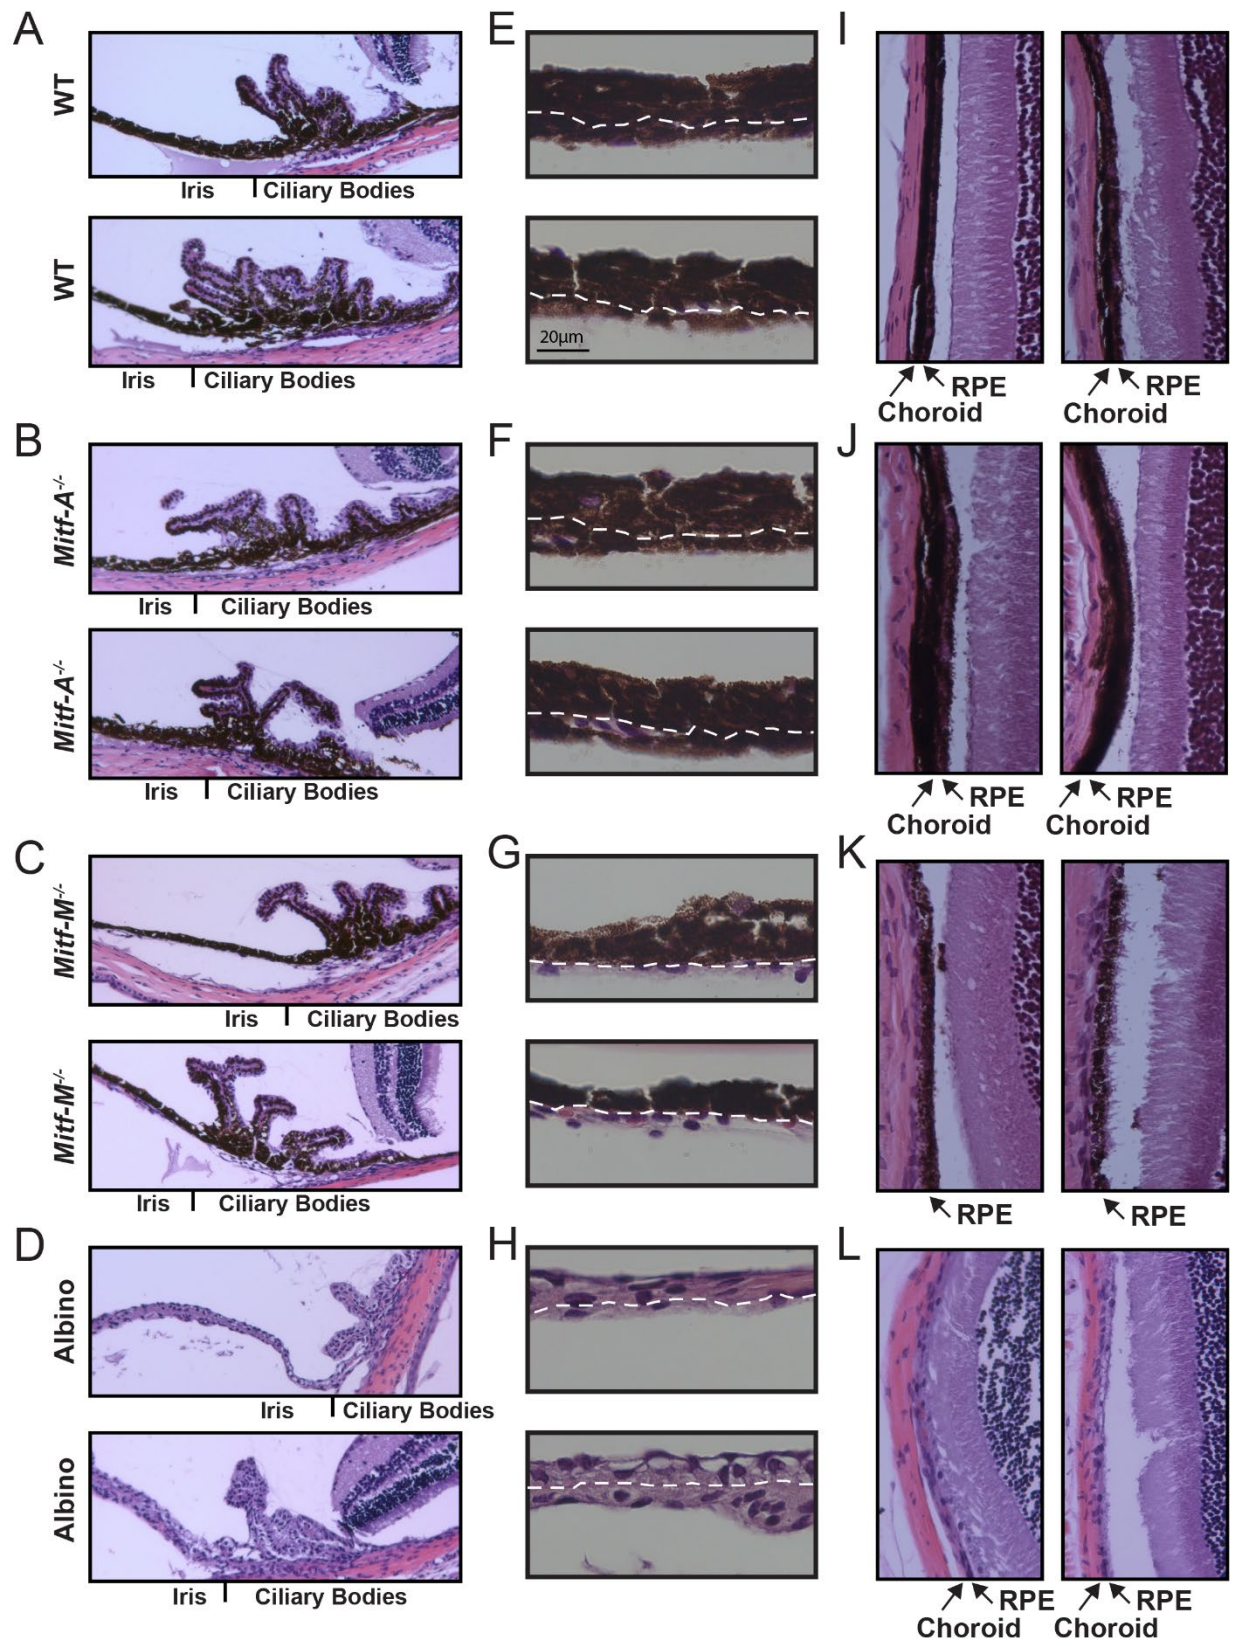 A
E
I
WT
Iris
Ciliary Bodies
WT
20µm
Iris
Ciliary Bodies
RPE
Choroid
RPE
Choroid
B
F
J
Mitf-A-/-
Iris
Ciliary Bodies
Mitf-A-/-
Iris
Ciliary Bodies
RPE
Choroid
RPE
Choroid
C
G
K
Mitf-M-/-
Iris
Ciliary Bodies
Mitf-M-/-
Iris
Ciliary Bodies
RPE
RPE
D
H
L
Albino
Iris
Ciliary Bodies
Albino
Iris
Ciliary Bodies
RPE
Choroid
RPE
Choroid